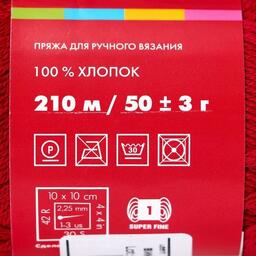 ПРЯЖА ДЛЯ РУЧНОГО ВЯЗАНИЯ
100 % ХЛОПОК
210 м / 50 ± 3 г
P
30
10 x 10 cm
42 R
2,25 mm
4 x 4 in
1-3 us
30 S
1
SUPER FINE